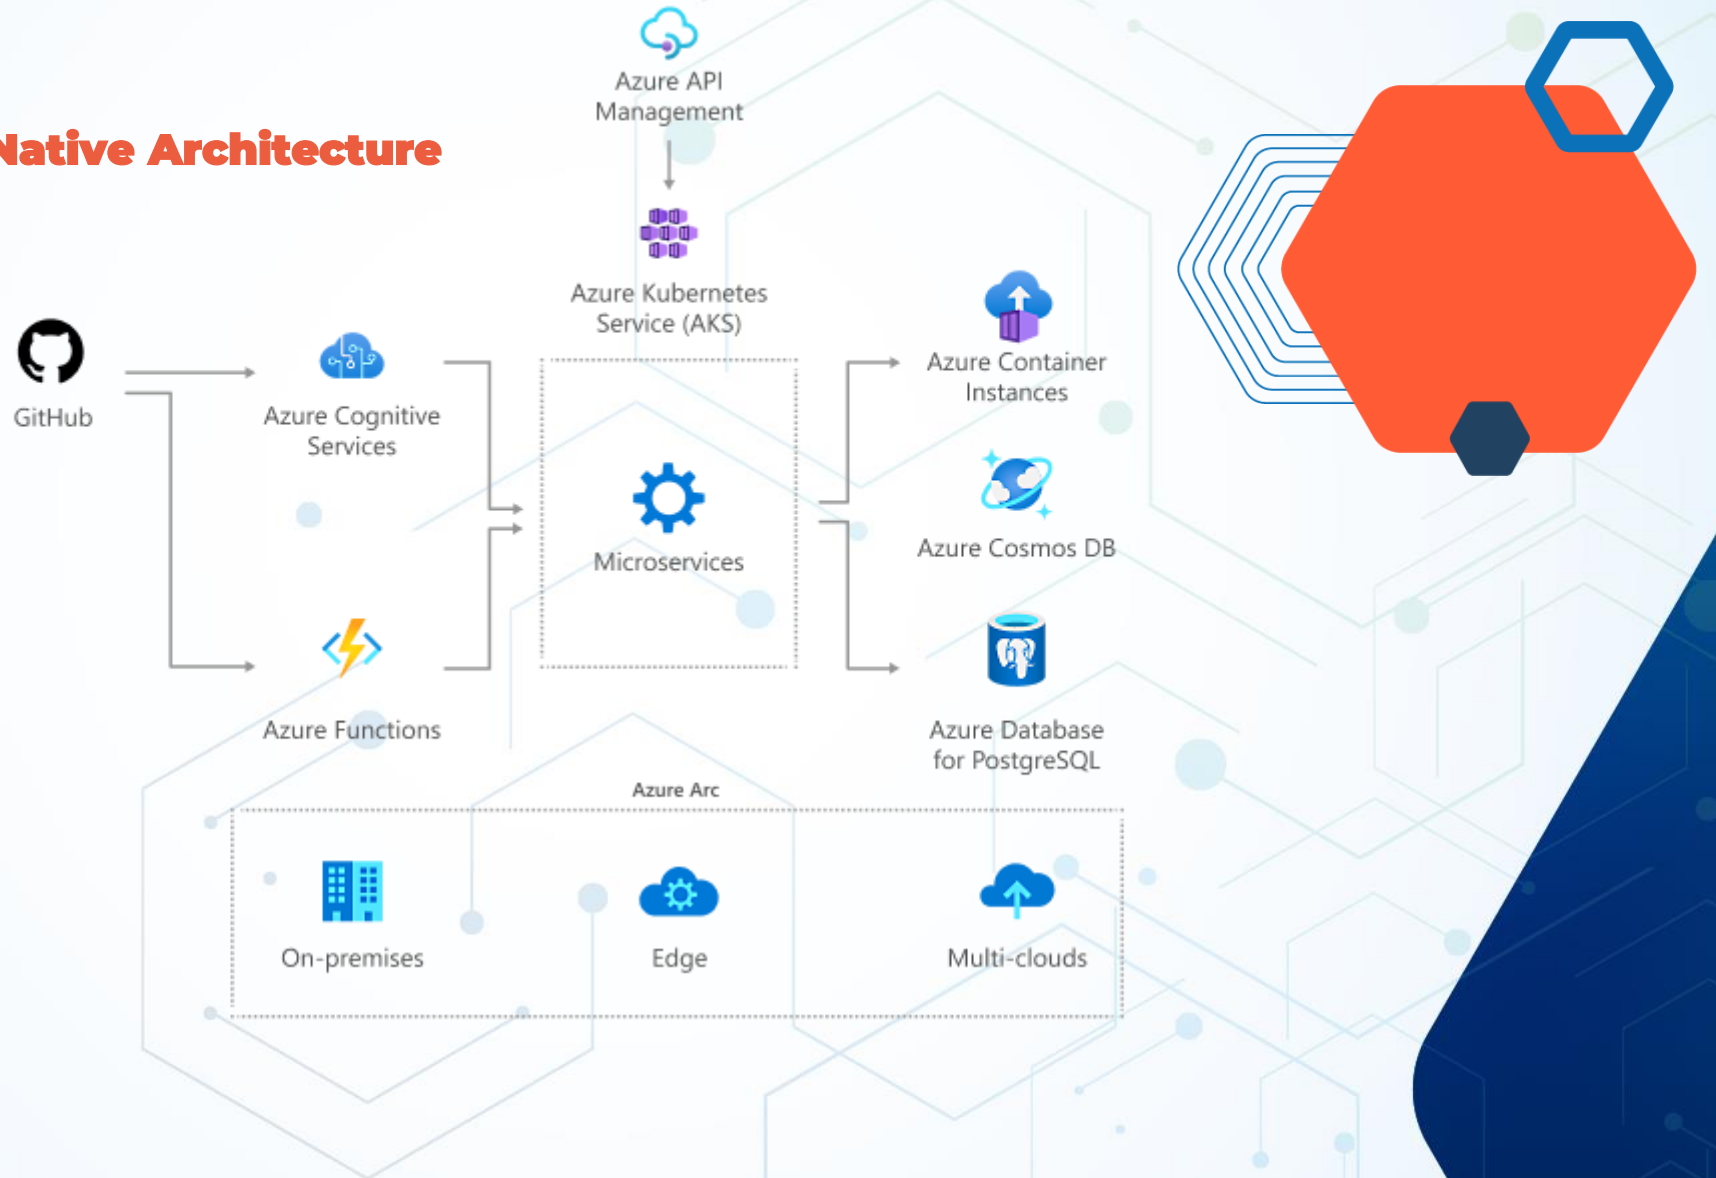 Azure API
Management
Native Architecture
Azure Kubernetes
Service (AKS)
GitHub
Azure Cognitive
Services
Azure Container
Instances
Microservices
Azure Cosmos DB
Azure Functions
Azure Database
for PostgreSQL
Azure Arc
On-premises
Edge
Multi-clouds